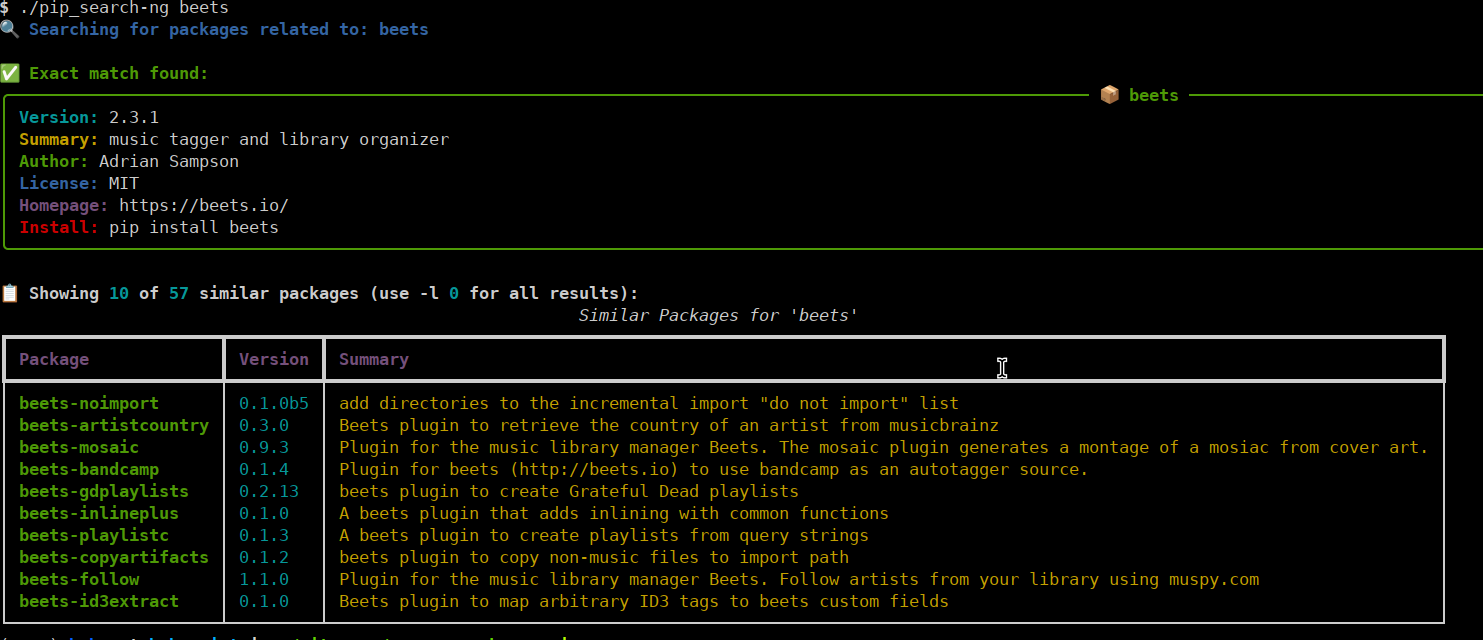 $ ./pip_search-ng beets
🔍 Searching for packages related to: beets
✅ Exact match found:
📦 beets
Version: 2.3.1
Summary: music tagger and library organizer
Author: Adrian Sampson
License: MIT
Homepage: https://beets.io/
Install: pip install beets
📋 Showing 10 of 57 similar packages (use -l 0 for all results):
Similar Packages for 'beets'
Package Version Summary
beets-noimport 0.1.0b5 add directories to the incremental import "do not import" list
beets-artistcountry 0.3.0 Beets plugin to retrieve the country of an artist from musicbrainz
beets-mosaic 0.9.3 Plugin for the music library manager Beets. The mosaic plugin generates a montage of a mosiac from cover art.
beets-bandcamp 0.1.4 Plugin for beets (http://beets.io) to use bandcamp as an autotagger source.
beets-gdplaylists 0.2.13 beets plugin to create Grateful Dead playlists
beets-inlineplus 0.1.0 A beets plugin that adds inlining with common functions
beets-playlistc 0.1.3 A beets plugin to create playlists from query strings
beets-copyartifacts 0.1.2 beets plugin to copy non-music files to import path
beets-follow 1.1.0 Plugin for the music library manager Beets. Follow artists from your library using muspy.com
beets-id3extract 0.1.0 Beets plugin to map arbitrary ID3 tags to beets custom fields